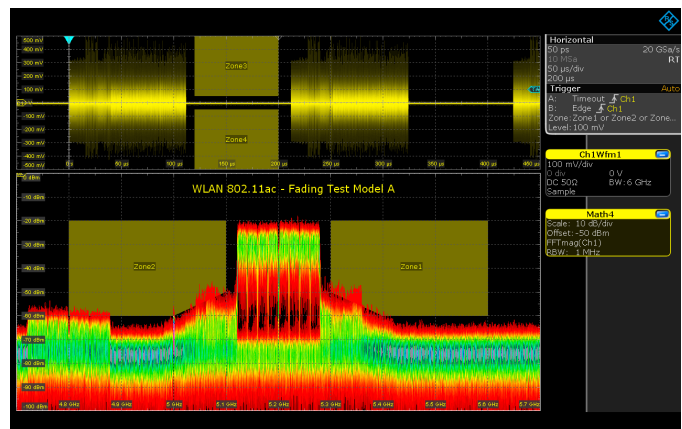 500 mV
400 mV
300 mV
200 mV
100 mV
-100 mV
-200 mV
-300 mV
-400 mV
-500 mV
Zone3
Zone4
50 µs
100 µs
150 µs
200 µs
250 µs
300 µs
350 µs
400 µs
Horizontal
50 ps 20 GSa/s
10 MSa RT
50 µs/div
200 µs
Trigger Auto
A: Timeout Ch1
B: Edge Ch1
Zone:Zone1 or Zone2 or Zone...
Level:100 mV
Ch1Wfm1
100 mV/div
0 div 0 V
DC 50Ω BW:6 GHz
Sample
Math4
Scale: 10 dB/div
Offset:-50 dBm
FFTmag(Ch1)
RBW: 1 MHz
WLAN 802.11ac - Fading Test Model A
0 dBm
-10 dBm
-20 dBm
-30 dBm
-40 dBm
-50 dBm
-60 dBm
-70 dBm
-80 dBm
-90 dBm
-100 dBm
Zone2
Zone1
4.8 GHz
4.9 GHz
5 GHz
5.1 GHz
5.2 GHz
5.3 GHz
5.4 GHz
5.5 GHz
5.6 GHz
5.7 GHz